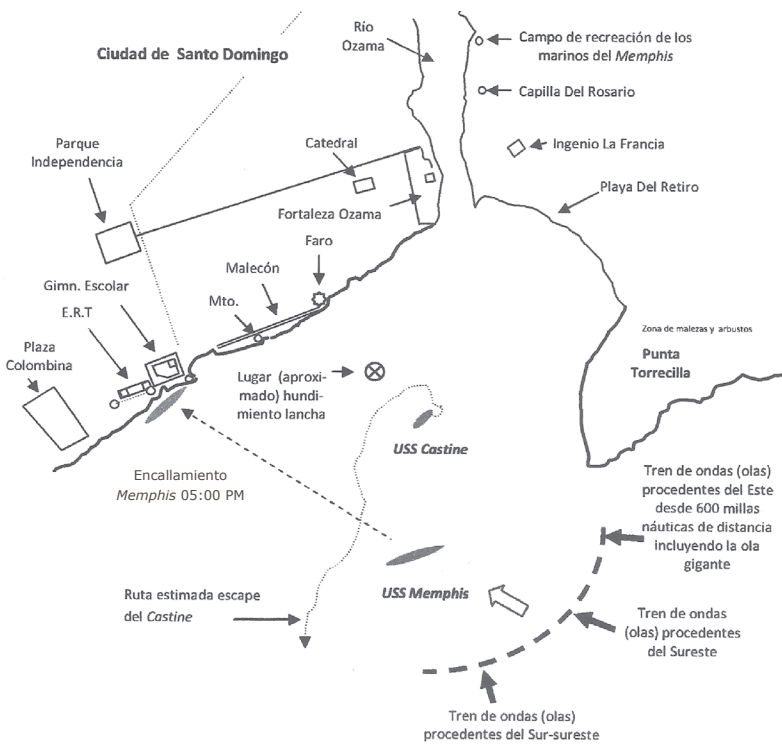 Río
Ozama
Campo de recreación de los
marinos del Memphis
Ciudad de Santo Domingo
Capilla Del Rosario
Parque
Independencia
Catedral
Ingenio La Francia
Playa Del Retiro
Fortaleza Ozama
Faro
Malecón
Gimn. Escolar
Mto.
E.R.T
Zona de malezas y arbustos
Plaza
Colombina
Punta
Torrecilla
Lugar (aproxi-
mado) hundi-
miento lancha
USS Castine
Encallamiento
Memphis 05:00 PM
Tren de ondas (olas)
procedentes del Este
desde 600 millas
náuticas de distancia
incluyendo la ola
gigante
Ruta estimada escape
del Castine
USS Memphis
Tren de ondas
(olas) procedentes
del Sureste
Tren de ondas (olas)
procedentes del Sur-sureste